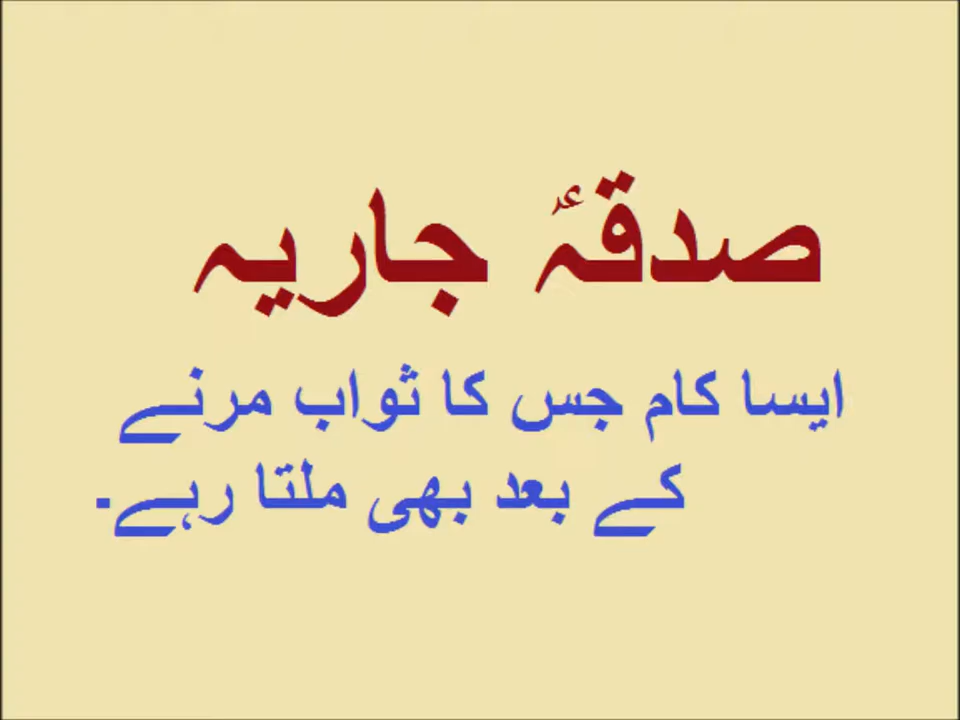 صدقۂ جاریہ
ایسا کام جس کا ثواب مرنے
کے بعد بھی ملتا رہے۔